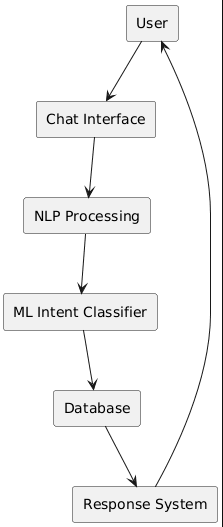 User
Chat Interface
NLP Processing
ML Intent Classifier
Database
Response System